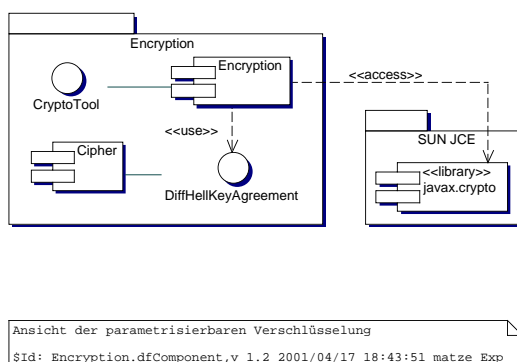 Encryption
Encryption
<<access>>
CryptoTool
<<use>>
SUN JCE
Cipher
<<library>>
javax.crypto
DiffHellKeyAgreement
Ansicht der parametrisierbaren Verschlüsselung
$Id: Encryption.dfComponent,v 1.2 2001/04/17 18:43:51 matze Exp